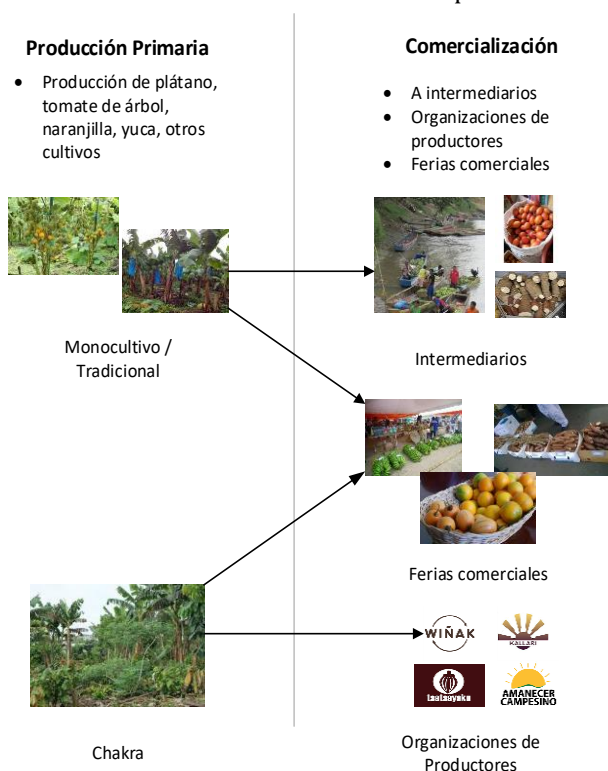 Producción Primaria
• Producción de plátano,
tomate de árbol,
naranjilla, yuca, otros
cultivos
Monocultivo /
Tradicional
Chakra
Comercialización
• A intermediarios
• Organizaciones de
productores
• Ferias comerciales
Intermediarios
Ferias comerciales
WIÑAK
KALLARI
tsatsayaku
AMANECER
CAMPESINO
Organizaciones de
Productores